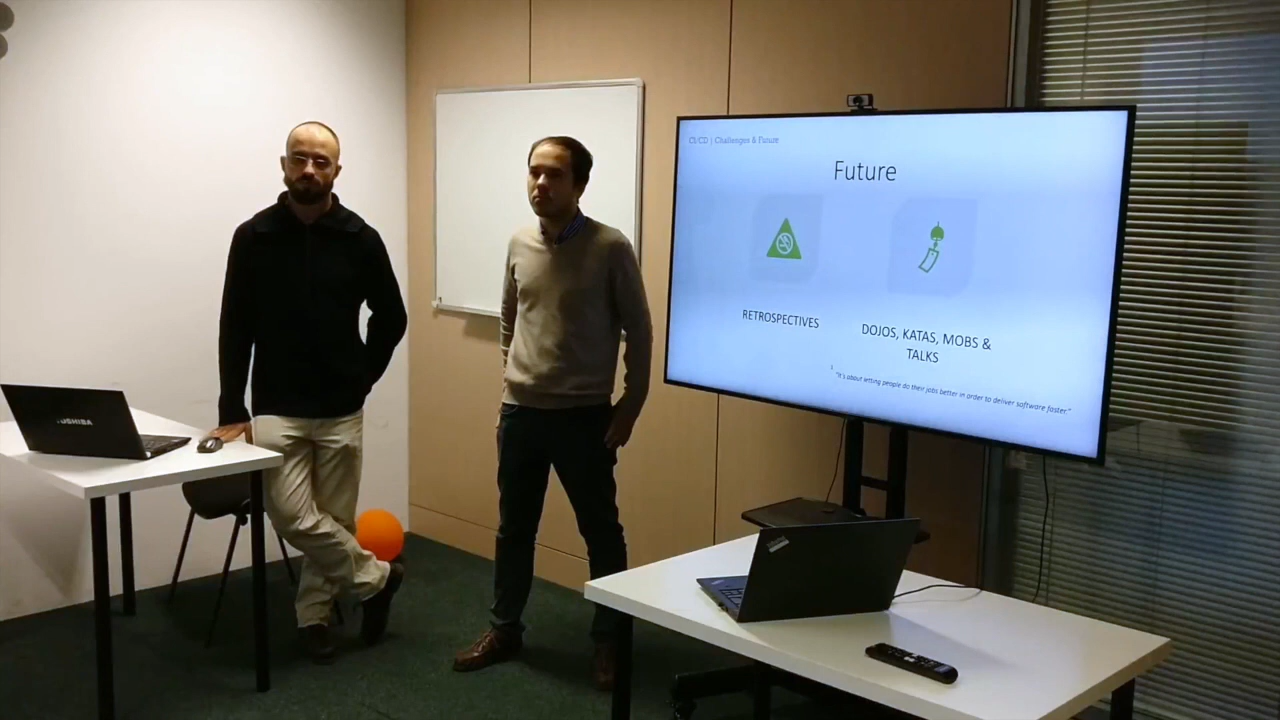 CI/CD | Challenges & Future
Future
RETROSPECTIVES
DOJOS, KATAS, MOBS &
TALKS
"It's about letting people do their jobs better in order to deliver software faster."
TOSHIBA